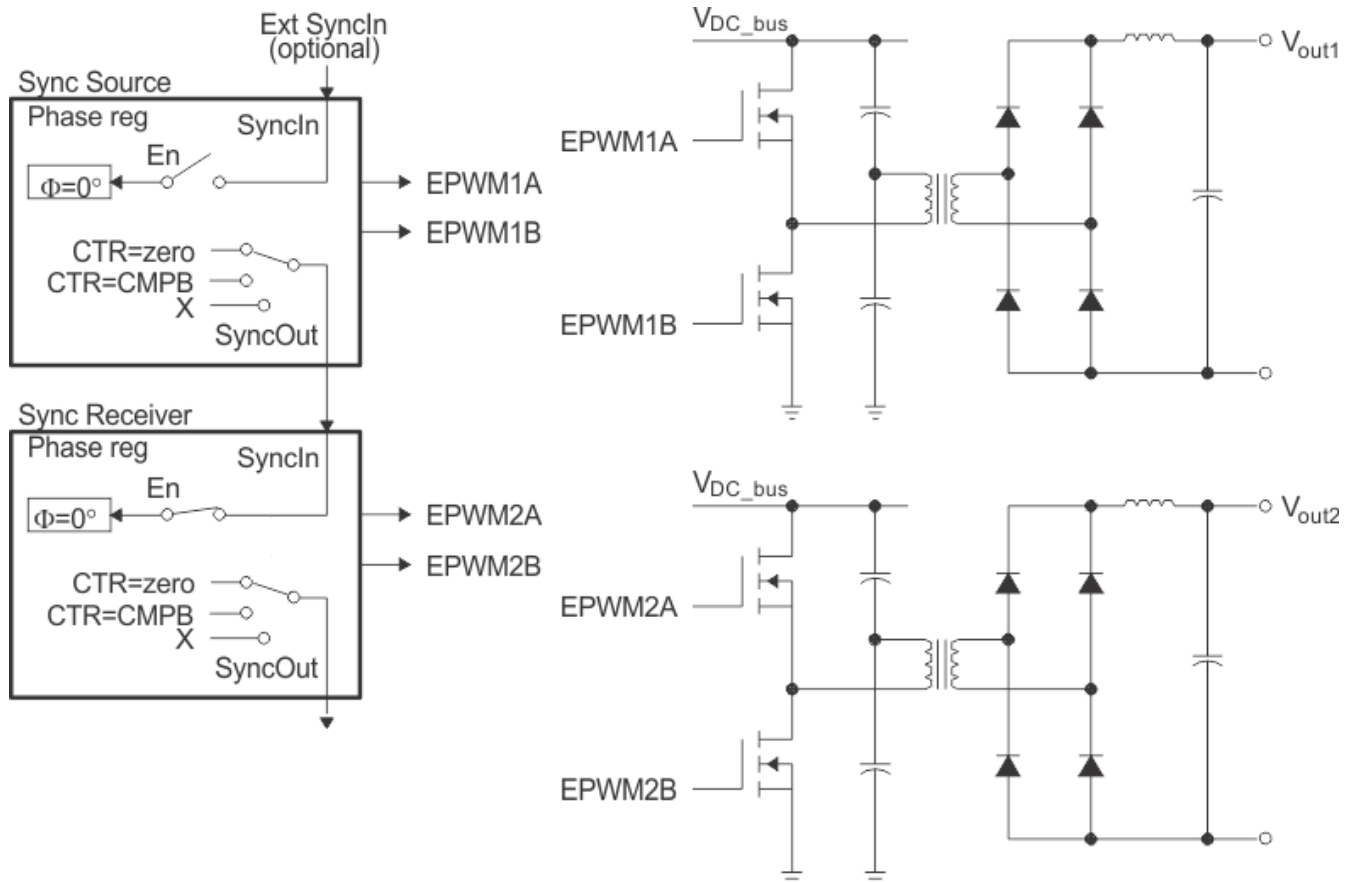 Ext SyncIn
(optional)
Sync Source
Phase reg
SyncIn
En
Φ=0°
EPWM1A
EPWM1B
CTR=zero
CTR=CMPB
X
SyncOut
Sync Receiver
Phase reg
SyncIn
En
Φ=0°
EPWM2A
EPWM2B
CTR=zero
CTR=CMPB
X
SyncOut
VDC_bus
Vout1
EPWM1A
EPWM1B
VDC_bus
Vout2
EPWM2A
EPWM2B